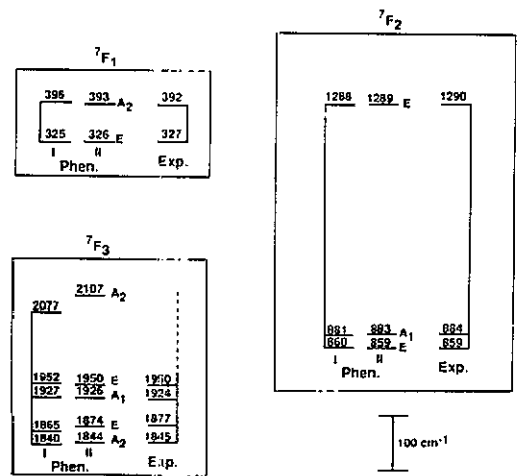 ⁷F₁
396 393 A₂ 392
325 326 E 327
I II
Phen. Exp.
⁷F₂
1288 1289 E 1290
881 883 A₁ 884
860 859 E 859
I II
Phen. Exp.
⁷F₃
2107 A₂
2077
1952 1950 E 1950
1927 1926 A₁ 1924
1865 1874 E 1877
1840 1844 A₂ 1845
I II
Phen. Exp.
100 cm⁻¹